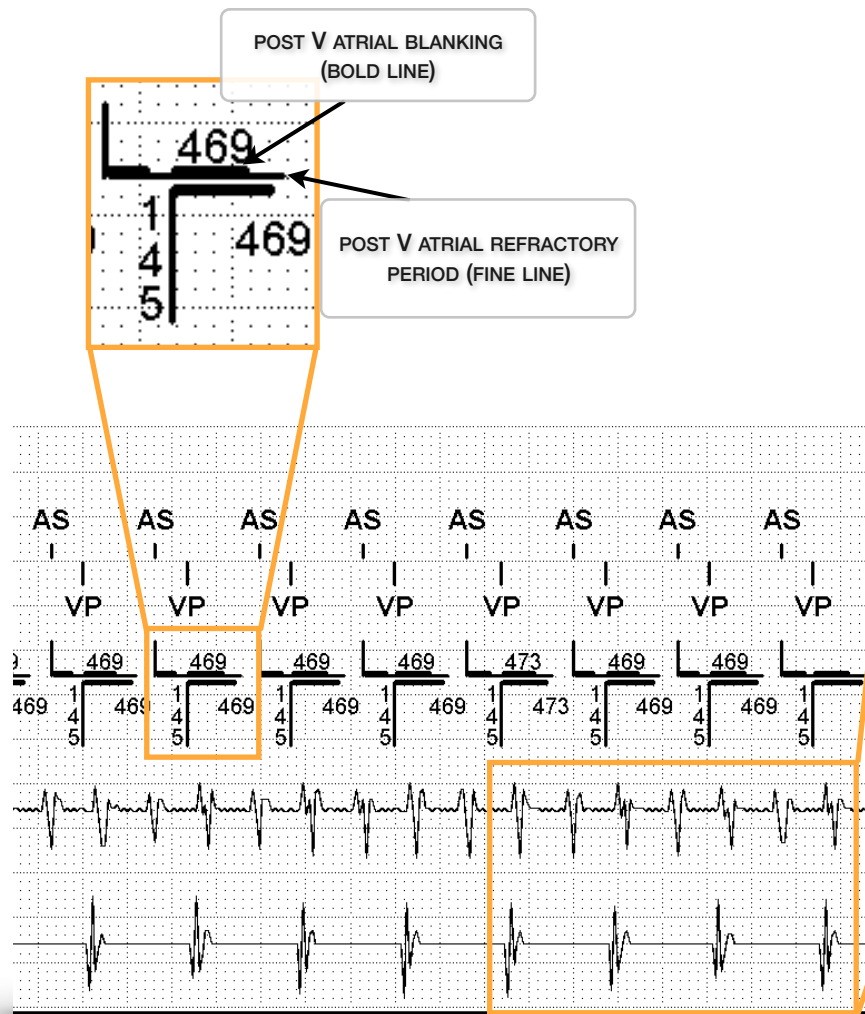 POST V ATRIAL BLANKING
(BOLD LINE)
469
1
4
5
469
POST V ATRIAL REFRACTORY
PERIOD (FINE LINE)
AS AS AS AS AS AS AS AS
VP VP VP VP VP VP VP VP
469 469 469 469 473 469 469
469 469 469 469 469 473 469 469
1 1 1 1 1 1 1 1
4 4 4 4 4 4 4 4
5 5 5 5 5 5 5 5